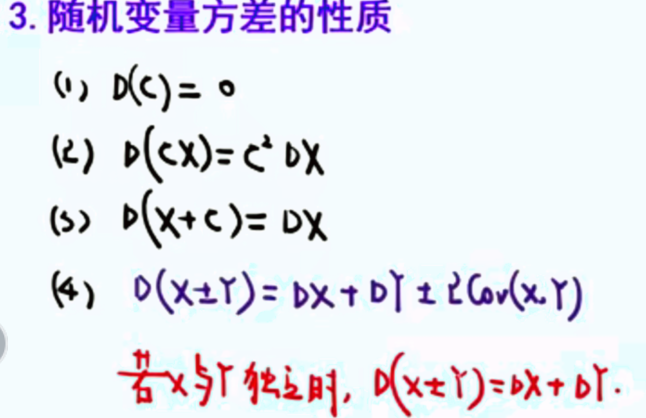 3. 随机变量方差的性质
(1) D(C) = 0
(2) D(CX) = C² DX
(3) D(X+C) = DX
(4) D(X±Y) = DX + DY ± 2Cov(X,Y)
若X与Y独立时, D(X±Y) = DX + DY.